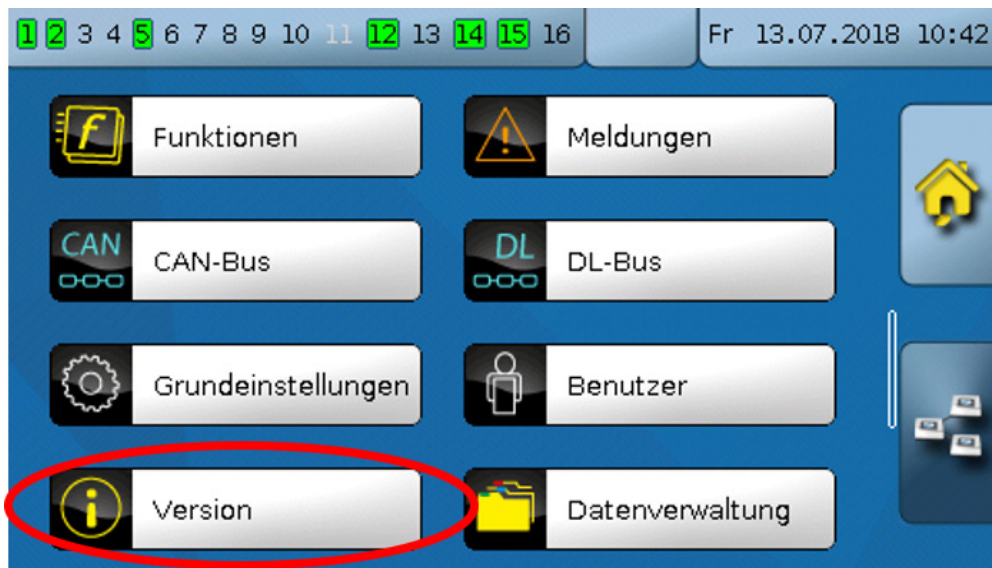 1 2 3 4 5 6 7 8 9 10 11 12 13 14 15 16 Fr 13.07.2018 10:42
f Funktionen
Meldungen
CAN CAN-Bus
DL DL-Bus
Grundeinstellungen
Benutzer
i Version
Datenverwaltung